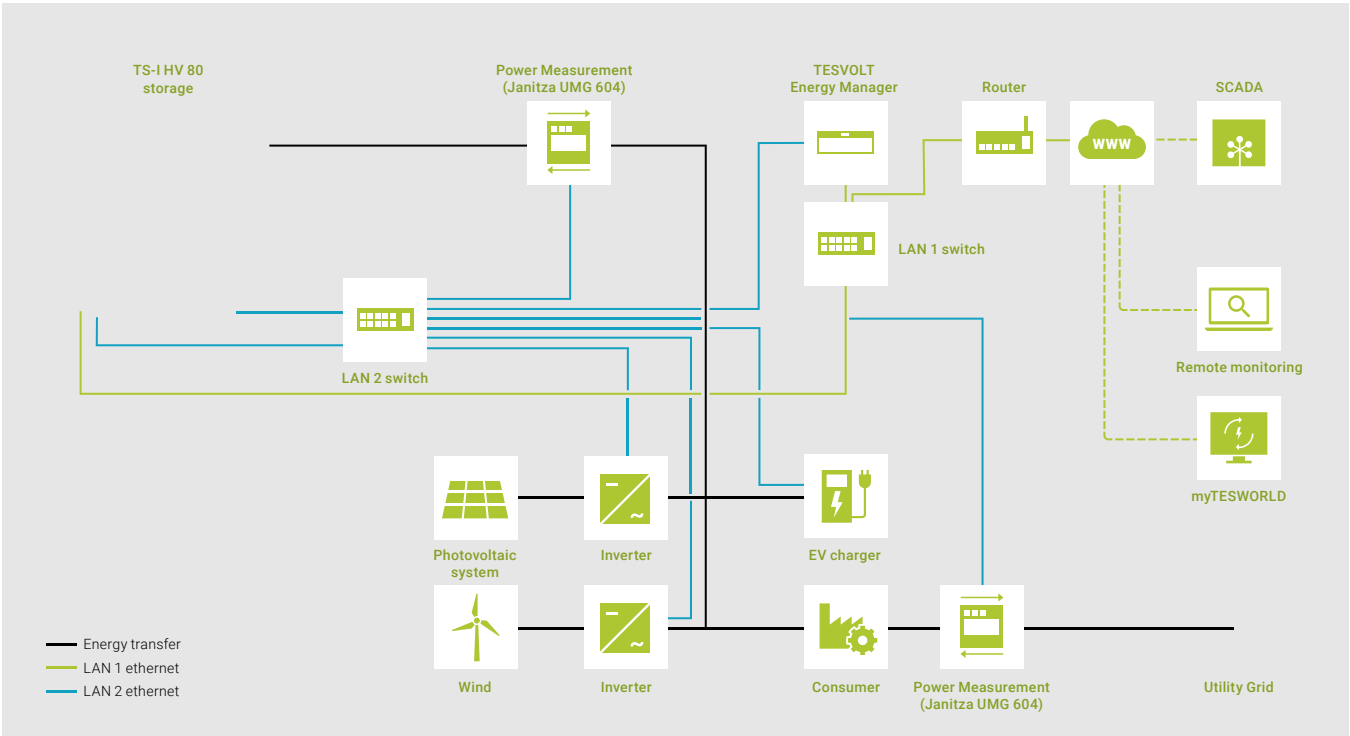 TS-I HV 80
storage
Power Measurement
(Janitza UMG 604)
TESVOLT
Energy Manager
Router
SCADA
WWW
LAN 1 switch
LAN 2 switch
Remote monitoring
myTESWORLD
Photovoltaic
system
Inverter
EV charger
Energy transfer
LAN 1 ethernet
LAN 2 ethernet
Wind
Inverter
Consumer
Power Measurement
(Janitza UMG 604)
Utility Grid